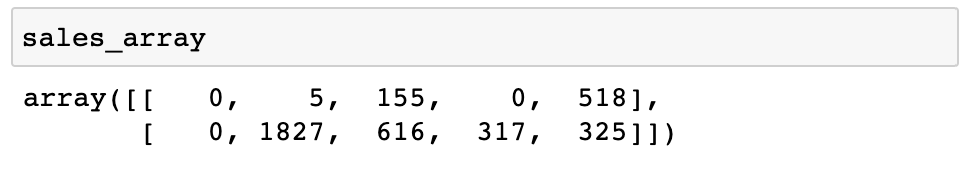 sales_array
array([[   0,    5,  155,    0,  518],
       [   0, 1827,  616,  317,  325]])